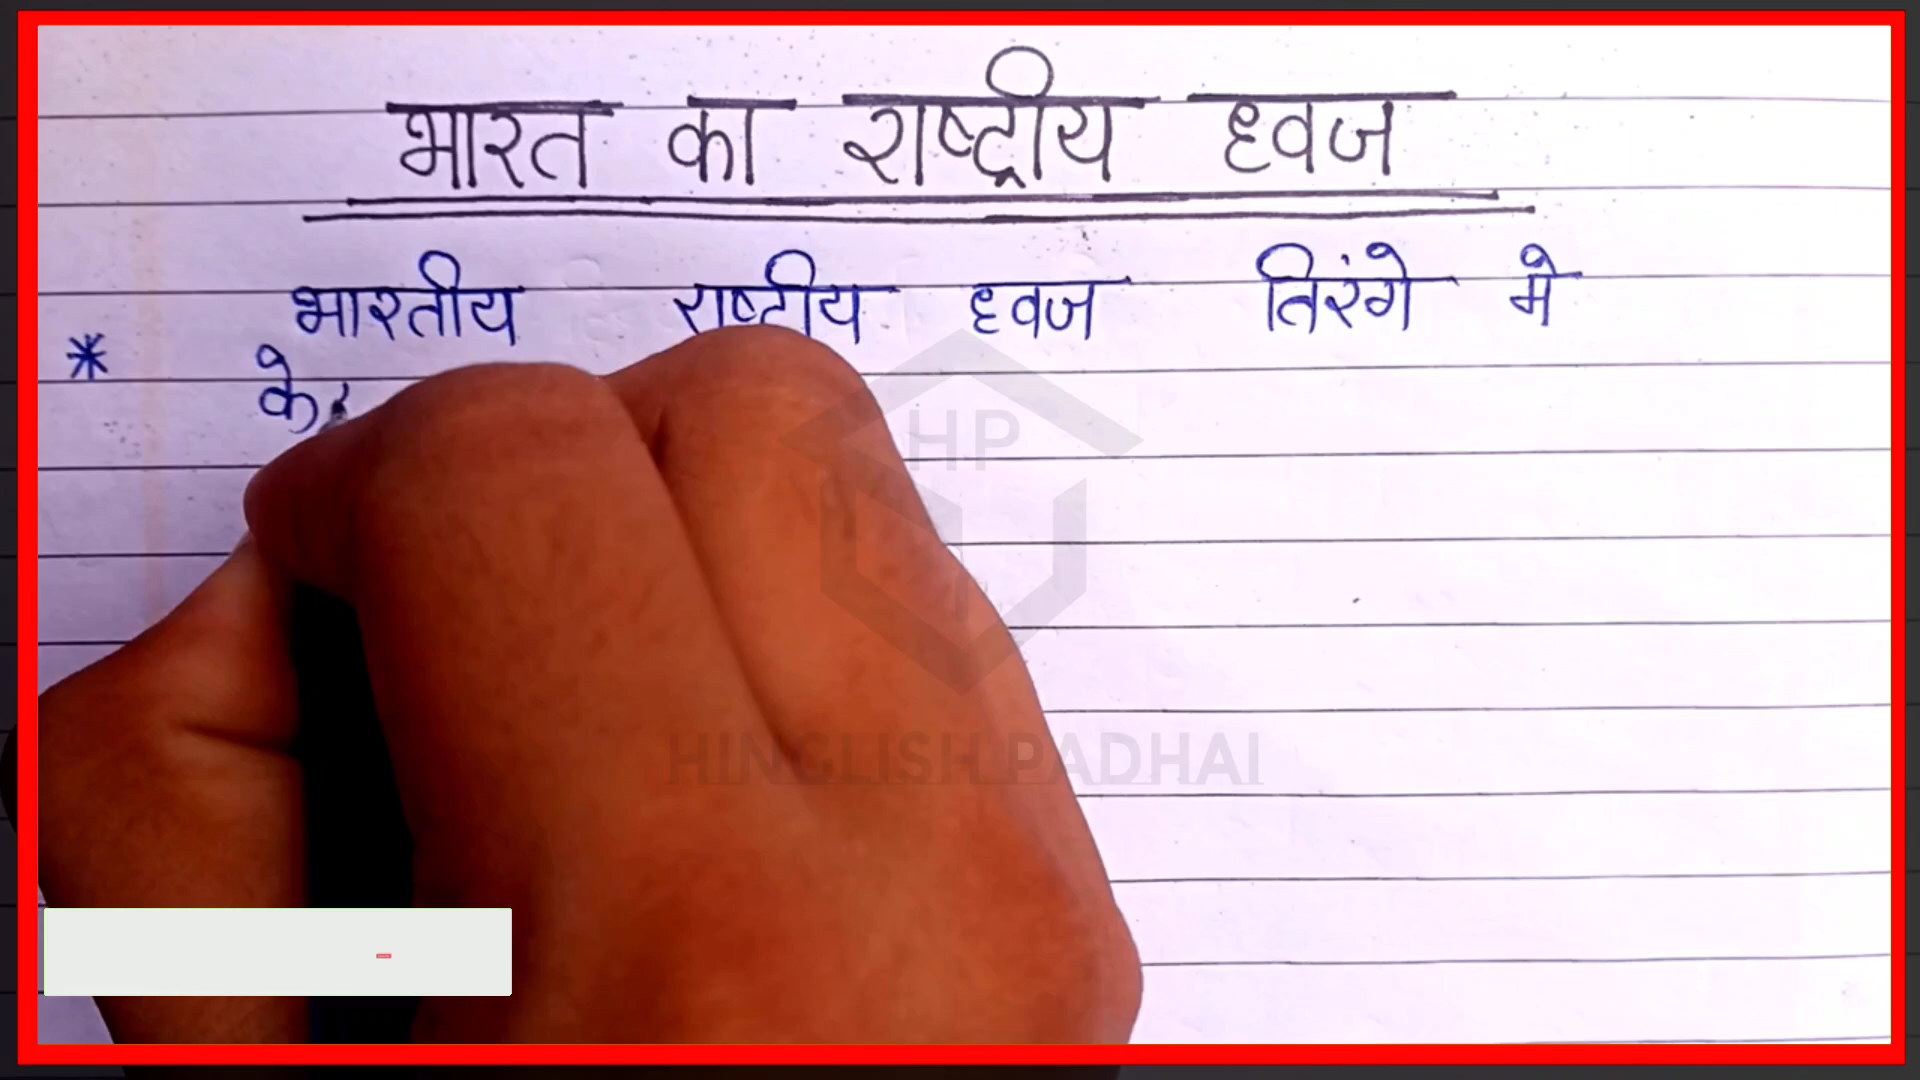 भारत का राष्ट्रीय ध्वज
भारतीय राष्टीय ध्वज तिरंगे मे
*
HP
HINGLISH PADHAI